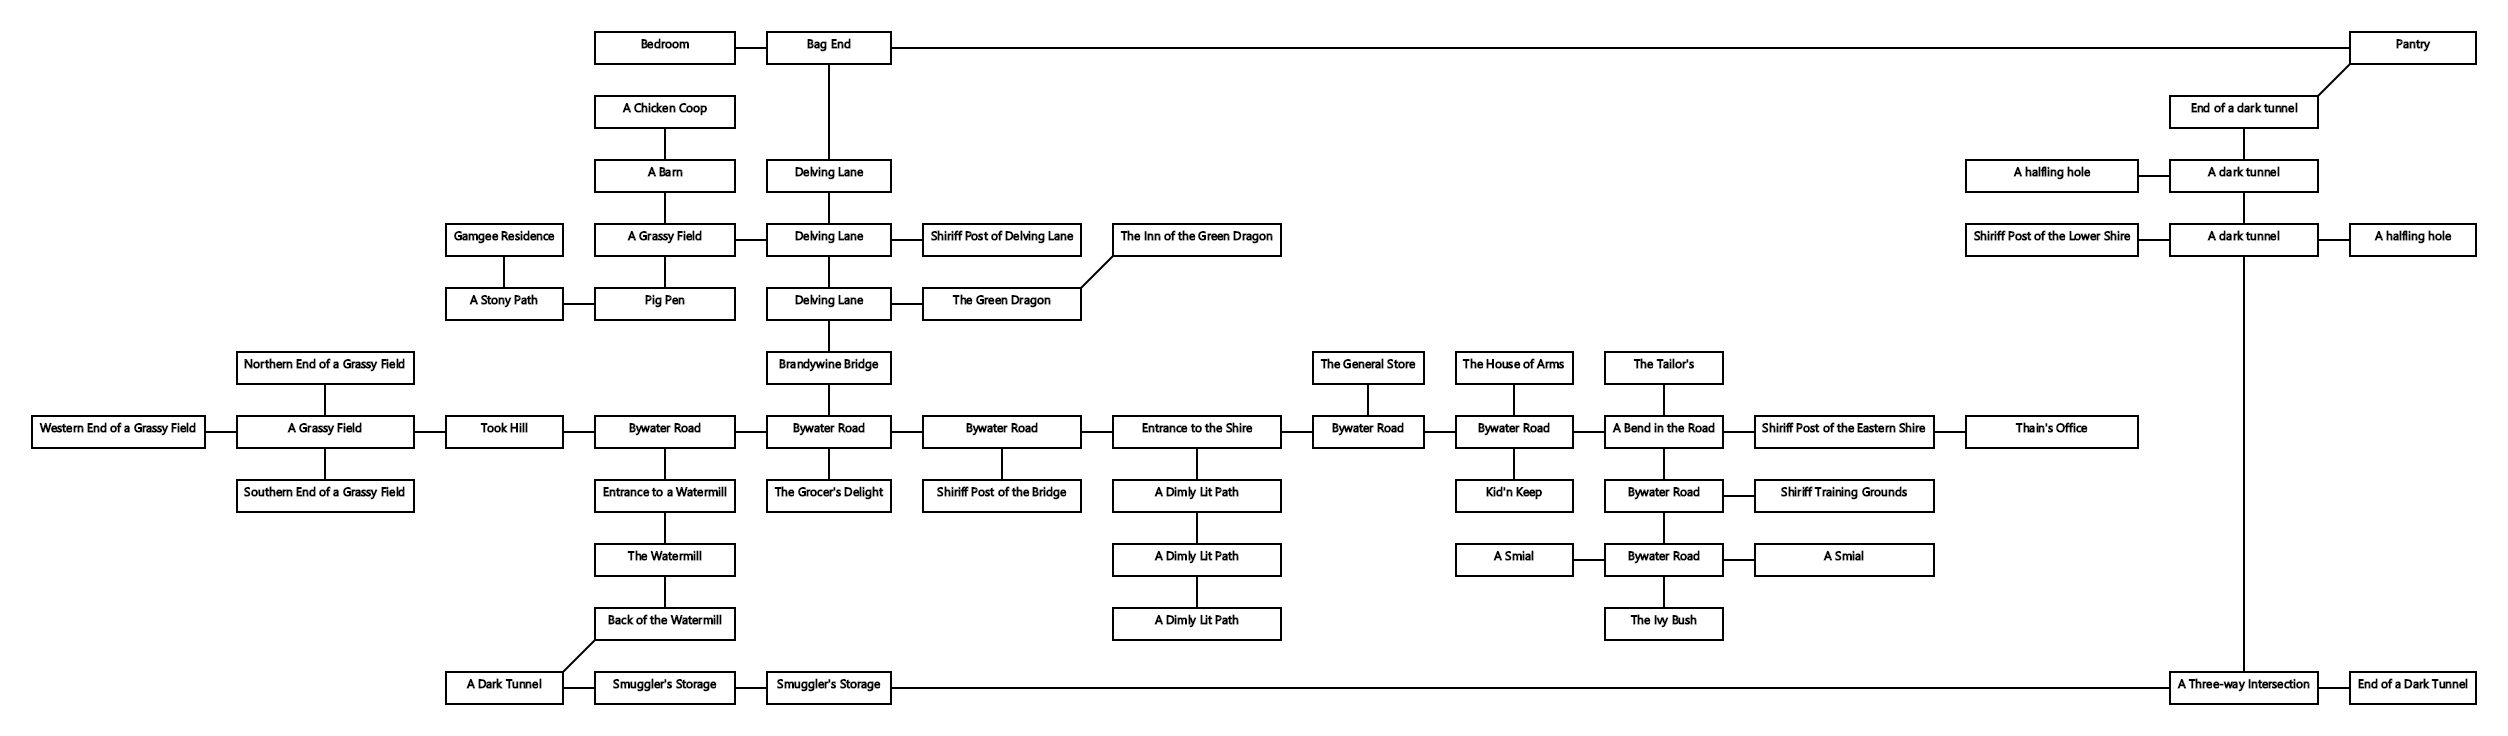 Bedroom
Bag End
Pantry
A Chicken Coop
End of a dark tunnel
A Barn
Delving Lane
A halfling hole
A dark tunnel
Gamgee Residence
A Grassy Field
Delving Lane
Shiriff Post of Delving Lane
The Inn of the Green Dragon
Shiriff Post of the Lower Shire
A dark tunnel
A halfling hole
A Stony Path
Pig Pen
Delving Lane
The Green Dragon
Northern End of a Grassy Field
Brandywine Bridge
The General Store
The House of Arms
The Tailor's
Western End of a Grassy Field
A Grassy Field
Took Hill
Bywater Road
Bywater Road
Bywater Road
Entrance to the Shire
Bywater Road
Bywater Road
A Bend in the Road
Shiriff Post of the Eastern Shire
Thain's Office
Southern End of a Grassy Field
Entrance to a Watermill
The Grocer's Delight
Shiriff Post of the Bridge
A Dimly Lit Path
Kid'n Keep
Bywater Road
Shiriff Training Grounds
The Watermill
A Dimly Lit Path
A Smial
Bywater Road
A Smial
Back of the Watermill
A Dimly Lit Path
The Ivy Bush
A Dark Tunnel
Smuggler's Storage
Smuggler's Storage
A Three-way Intersection
End of a Dark Tunnel